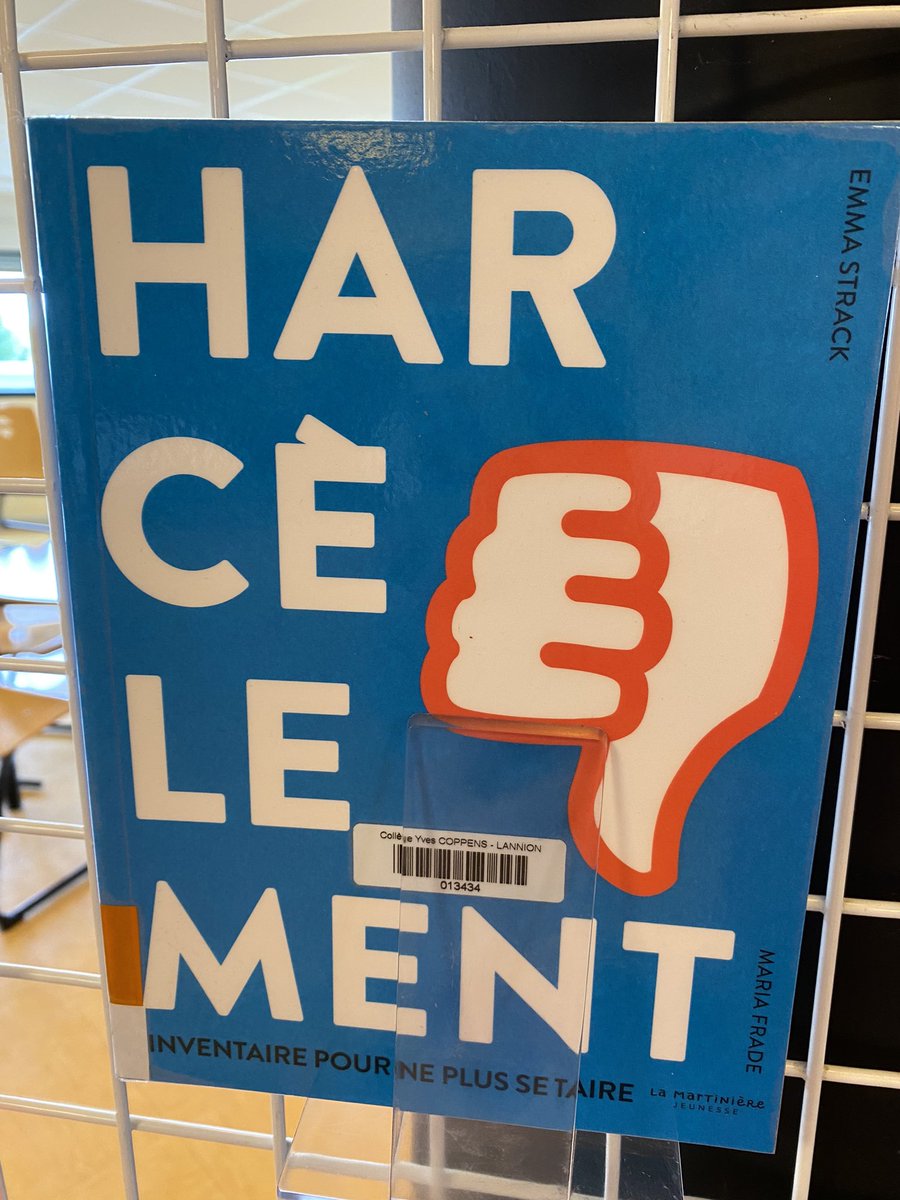 HAR
CÈ
LE
MENT
EMMA STRACK
Collège Yves COPPENS - LANNION
013434
MARIA FRADE
INVENTAIRE POUR NE PLUS SE TAIRE
La Martinière
JEUNESSE